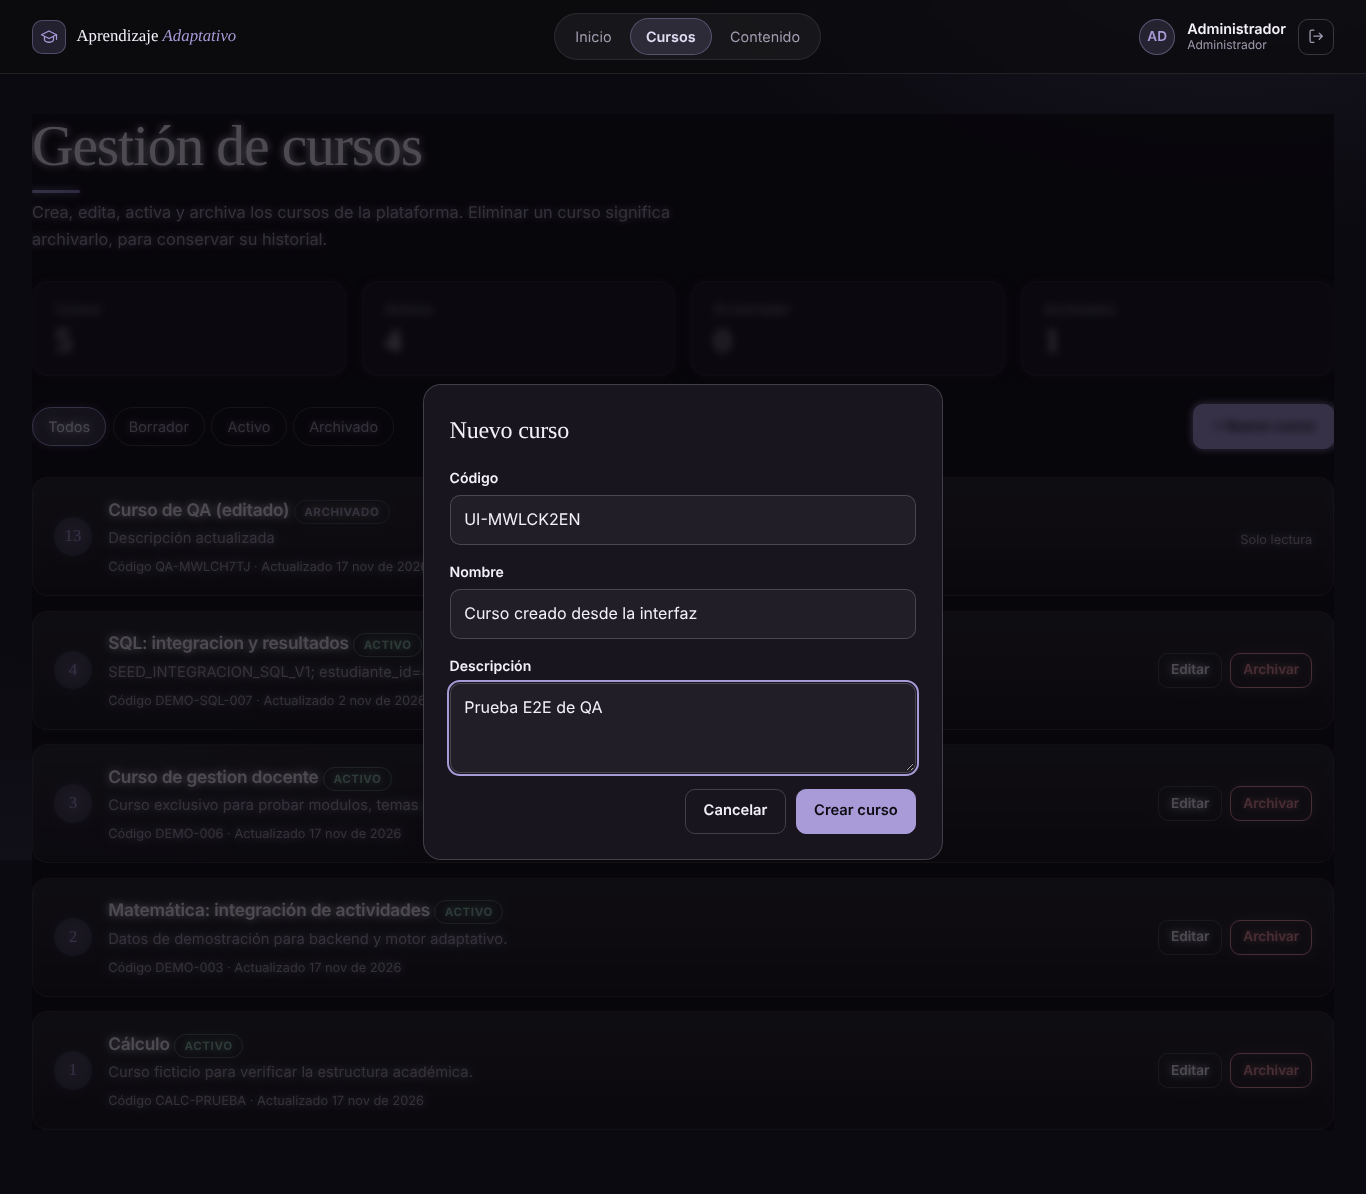 Aprendizaje Adaptativo
Inicio
Cursos
Contenido
AD
Administrador
Administrador
Gestión de cursos
Crea, edita, activa y archiva los cursos de la plataforma. Eliminar un curso significa
archivarlo, para conservar su historial.
5
4
0
1
Todos
Borrador
Activo
Archivado
+ Nuevo curso
Nuevo curso
Código
UI-MWLCK2EN
Nombre
Curso creado desde la interfaz
Descripción
Prueba E2E de QA
Cancelar
Crear curso
13
Curso de QA (editado) ARCHIVADO
Descripción actualizada
Código QA-MWLCH7TJ · Actualizado 17 nov de 2026
Solo lectura
4
SQL: integracion y resultados ACTIVO
SEED_INTEGRACION_SQL_V1; estudiante_id=
Código DEMO-SQL-007 · Actualizado 2 nov de 2026
Editar
Archivar
3
Curso de gestion docente ACTIVO
Curso exclusivo para probar modulos, temas
Código DEMO-006 · Actualizado 17 nov de 2026
Editar
Archivar
2
Matemática: integración de actividades ACTIVO
Datos de demostración para backend y motor adaptativo.
Código DEMO-003 · Actualizado 17 nov de 2026
Editar
Archivar
1
Cálculo ACTIVO
Curso ficticio para verificar la estructura académica.
Código CALC-PRUEBA · Actualizado 17 nov de 2026
Editar
Archivar